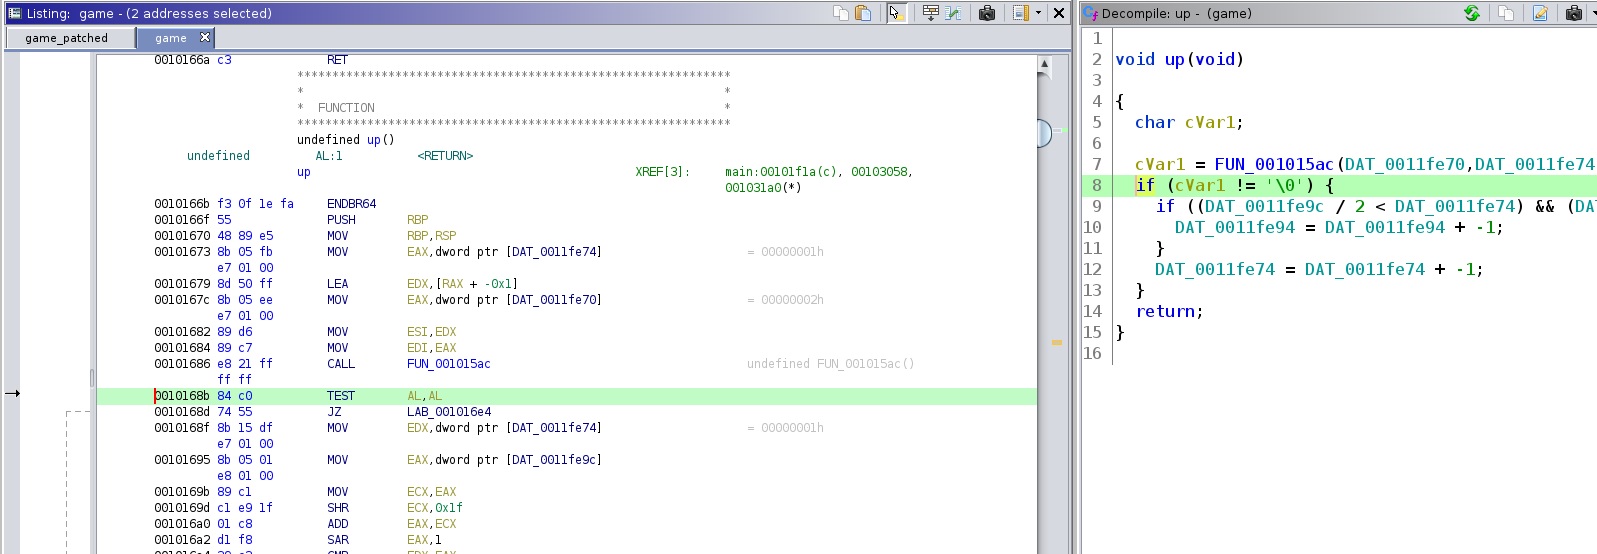 Listing: game - (2 addresses selected)
game_patched game
0010166a c3 RET
**************************************************************
* *
* FUNCTION *
**************************************************************
undefined up()
undefined AL:1 <RETURN>
up XREF[3]: main:00101f1a(c), 00103058,
001031a0(*)
0010166b f3 0f 1e fa ENDBR64
0010166f 55 PUSH RBP
00101670 48 89 e5 MOV RBP,RSP
00101673 8b 05 fb MOV EAX,dword ptr [DAT_0011fe74] = 00000001h
e7 01 00
00101679 8d 50 ff LEA EDX,[RAX + -0x1]
0010167c 8b 05 ee MOV EAX,dword ptr [DAT_0011fe70] = 00000002h
e7 01 00
00101682 89 d6 MOV ESI,EDX
00101684 89 c7 MOV EDI,EAX
00101686 e8 21 ff CALL FUN_001015ac undefined FUN_001015ac()
ff ff
0010168b 84 c0 TEST AL,AL
0010168d 74 55 JZ LAB_001016e4
0010168f 8b 15 df MOV EDX,dword ptr [DAT_0011fe74] = 00000001h
e7 01 00
00101695 8b 05 01 MOV EAX,dword ptr [DAT_0011fe9c]
e8 01 00
0010169b 89 c1 MOV ECX,EAX
0010169d c1 e9 1f SHR ECX,0x1f
001016a0 01 c8 ADD EAX,ECX
001016a2 d1 f8 SAR EAX,1
Decompile: up - (game)
1
2 void up(void)
3
4 {
5 char cVar1;
6
7 cVar1 = FUN_001015ac(DAT_0011fe70,DAT_0011fe74
8 if (cVar1 != '\0') {
9 if ((DAT_0011fe9c / 2 < DAT_0011fe74) && (DA
10 DAT_0011fe94 = DAT_0011fe94 + -1;
11 }
12 DAT_0011fe74 = DAT_0011fe74 + -1;
13 }
14 return;
15 }
16